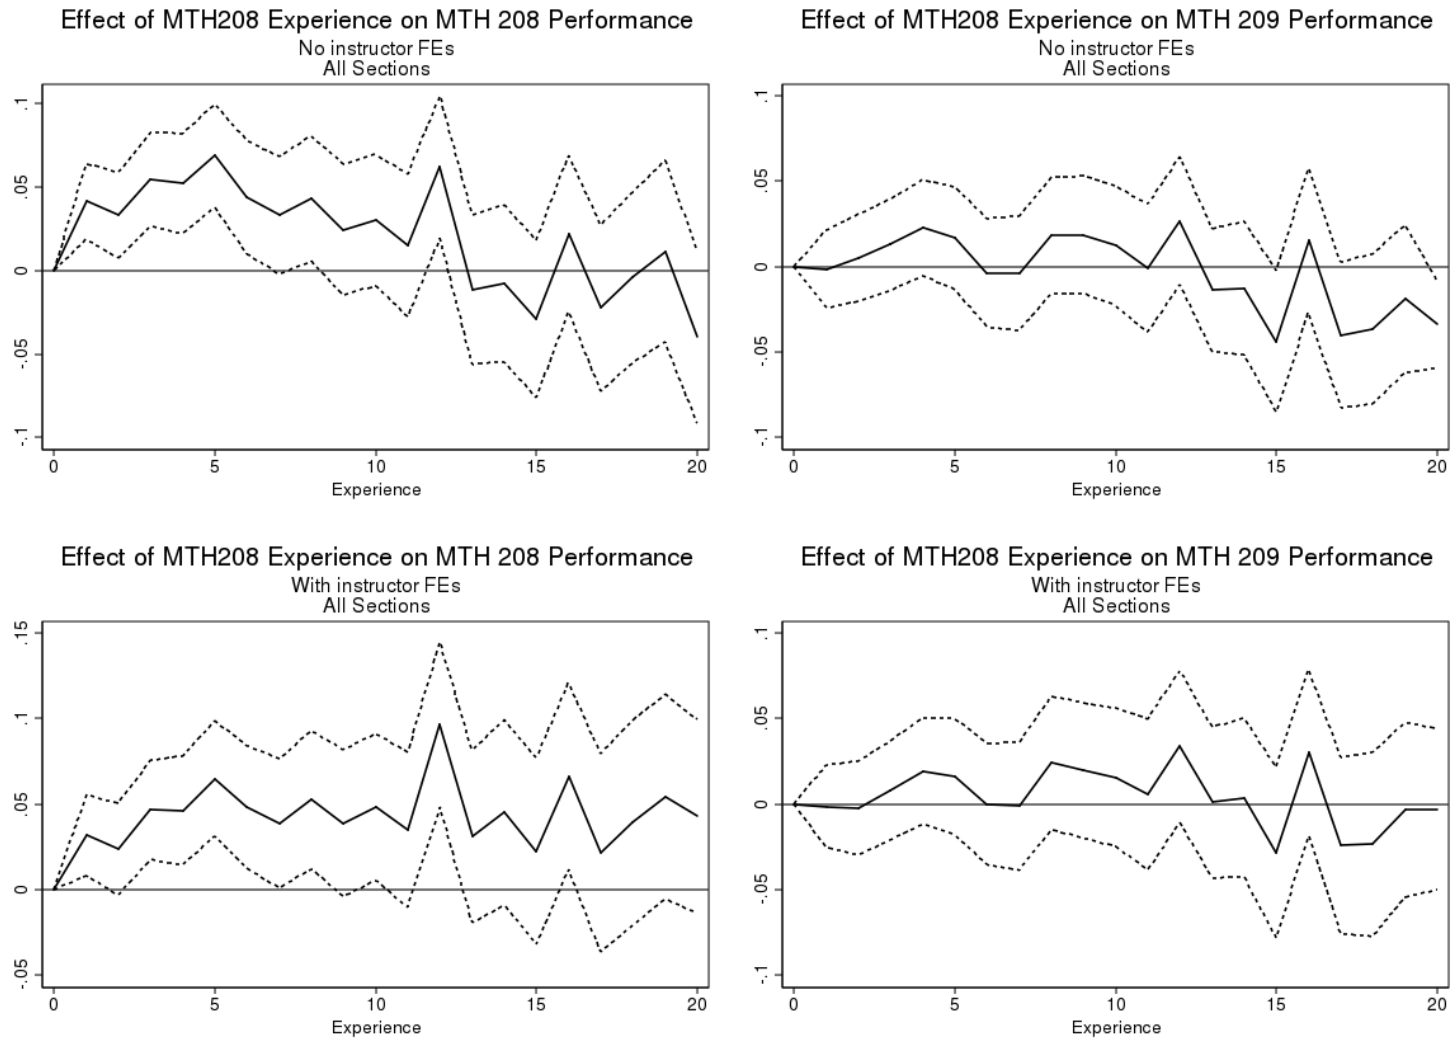 Effect of MTH208 Experience on MTH 208 Performance
No instructor FEs
All Sections
.1
.05
0
-.05
-.1
0 5 10 15 20
Experience
Effect of MTH208 Experience on MTH 209 Performance
No instructor FEs
All Sections
.1
.05
0
-.05
-.1
0 5 10 15 20
Experience
Effect of MTH208 Experience on MTH 208 Performance
With instructor FEs
All Sections
.15
.1
.05
0
-.05
0 5 10 15 20
Experience
Effect of MTH208 Experience on MTH 209 Performance
With instructor FEs
All Sections
.1
.05
0
-.05
-.1
0 5 10 15 20
Experience